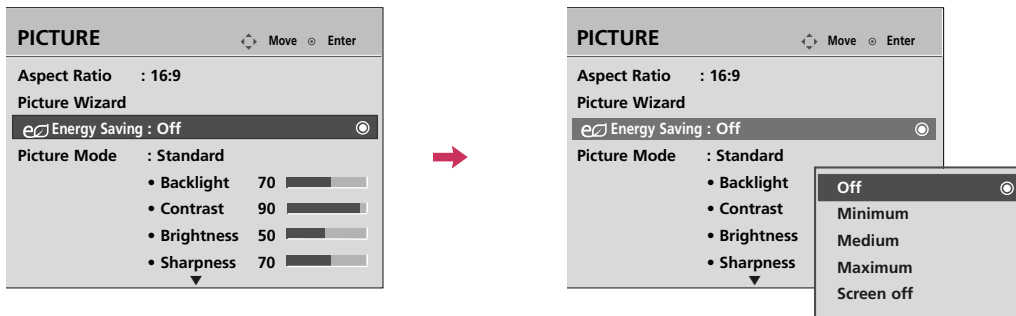 PICTURE
Move Enter
Aspect Ratio : 16:9
Picture Wizard
e Energy Saving : Off
Picture Mode : Standard
• Backlight 70
• Contrast 90
• Brightness 50
• Sharpness 70
PICTURE
Move Enter
Aspect Ratio : 16:9
Picture Wizard
e Energy Saving : Off
Picture Mode : Standard
• Backlight
• Contrast
• Brightness
• Sharpness
Off
Minimum
Medium
Maximum
Screen off